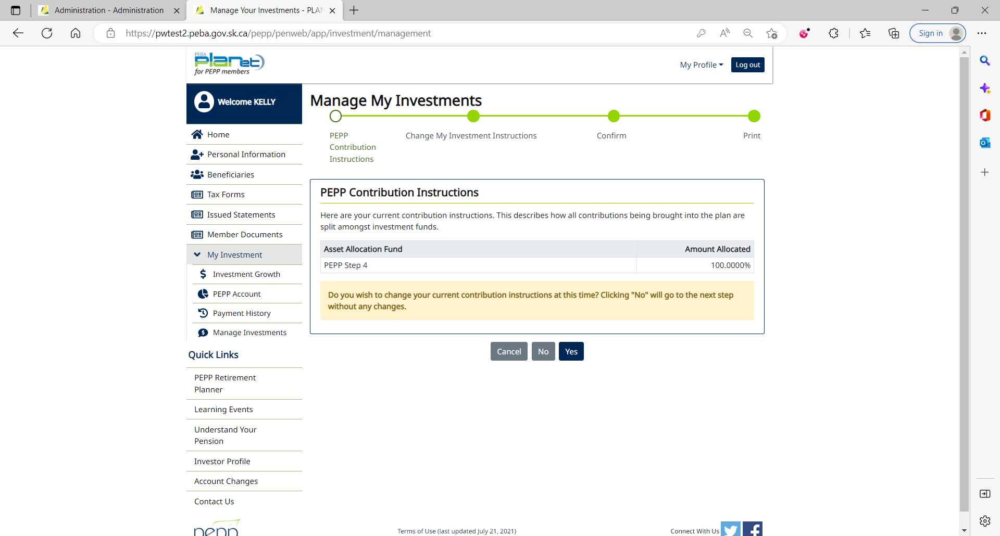 Administration - Administration
Manage Your Investments - PLAN
https://pwtest2.peba.gov.sk.ca/pepp/penweb/app/investment/management
Sign in
PEBA
planet
for PEPP members
My Profile
Log out
Welcome KELLY
Home
Personal Information
Beneficiaries
Tax Forms
Issued Statements
Member Documents
My Investment
Investment Growth
PEPP Account
Payment History
Manage Investments
Quick Links
PEPP Retirement
Planner
Learning Events
Understand Your
Pension
Investor Profile
Account Changes
Contact Us
pepp
Manage My Investments
PEPP
Contribution
Instructions
Change My Investment Instructions
Confirm
Print
PEPP Contribution Instructions
Here are your current contribution instructions. This describes how all contributions being brought into the plan are
split amongst investment funds.
Asset Allocation Fund Amount Allocated
PEPP Step 4 100.0000%
Do you wish to change your current contribution instructions at this time? Clicking "No" will go to the next step
without any changes.
Cancel No Yes
Terms of Use (last updated July 21, 2021)
Connect With Us